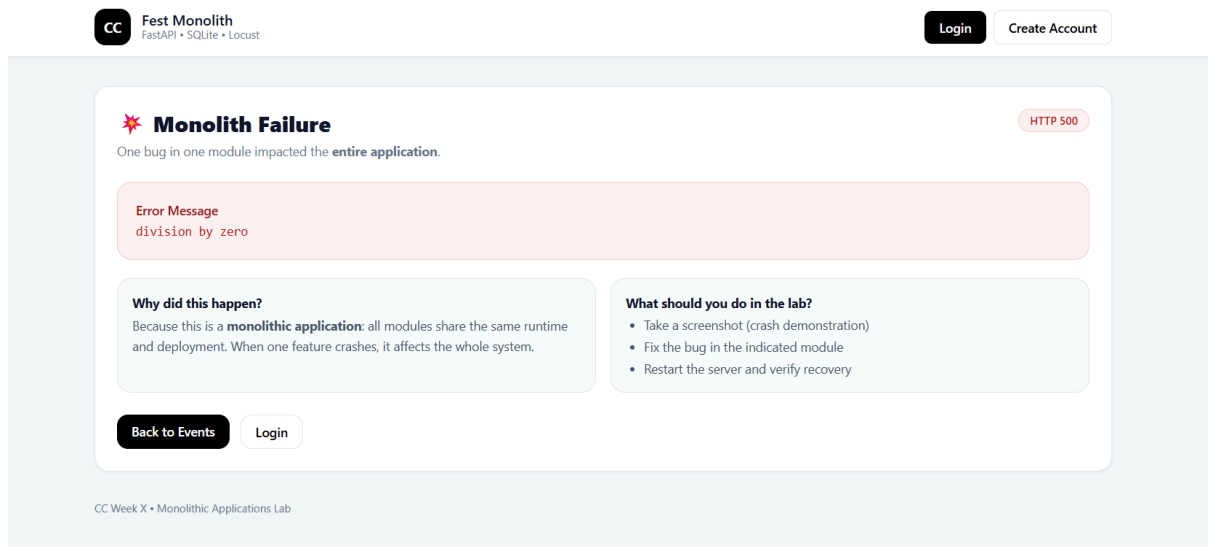 CC
Fest Monolith
FastAPI • SQLite • Locust
Login
Create Account
Monolith Failure
HTTP 500
One bug in one module impacted the entire application.
Error Message
division by zero
Why did this happen?
Because this is a monolithic application: all modules share the same runtime
and deployment. When one feature crashes, it affects the whole system.
What should you do in the lab?
• Take a screenshot (crash demonstration)
• Fix the bug in the indicated module
• Restart the server and verify recovery
Back to Events
Login
CC Week X • Monolithic Applications Lab